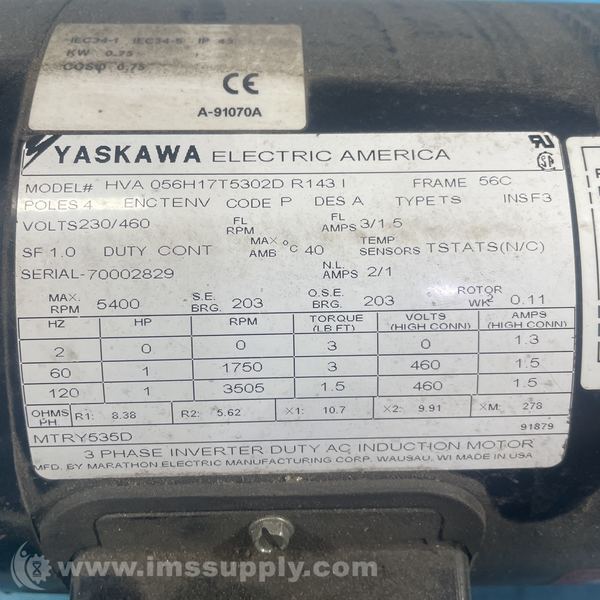 IEC34-1 IEC34-5 IP 43
KW 0.75
COSφ 0.75
CE
A-91070A
YASKAWA ELECTRIC AMERICA
MODEL# HVA 056H17T5302D R143 I FRAME 56C
POLES 4 ENC TENV CODE P DES A TYPE TS INS F3
VOLTS 230/460 FL RPM FL AMPS 3/1.5
SF 1.0 DUTY CONT MAX AMB °C 40 TEMP SENSORS TSTATS(N/C)
SERIAL-70002829 N.L. AMPS 2/1
MAX. RPM 5400 S.E. BRG. 203 O.S.E. BRG. 203 ROTOR WK² 0.11
HZ HP RPM TORQUE (LB.FT) VOLTS (HIGH CONN) AMPS (HIGH CONN)
2 0 0 3 0 1.3
60 1 1750 3 460 1.5
120 1 3505 1.5 460 1.5
OHMS PH. R1: 8.38 R2: 5.62 X1: 10.7 X2: 9.91 XM: 278
MTRY535D 91879
3 PHASE INVERTER DUTY AC INDUCTION MOTOR
MFD. BY MARATHON ELECTRIC MANUFACTURING CORP. WAUSAU, WI MADE IN USA
www.imssupply.com